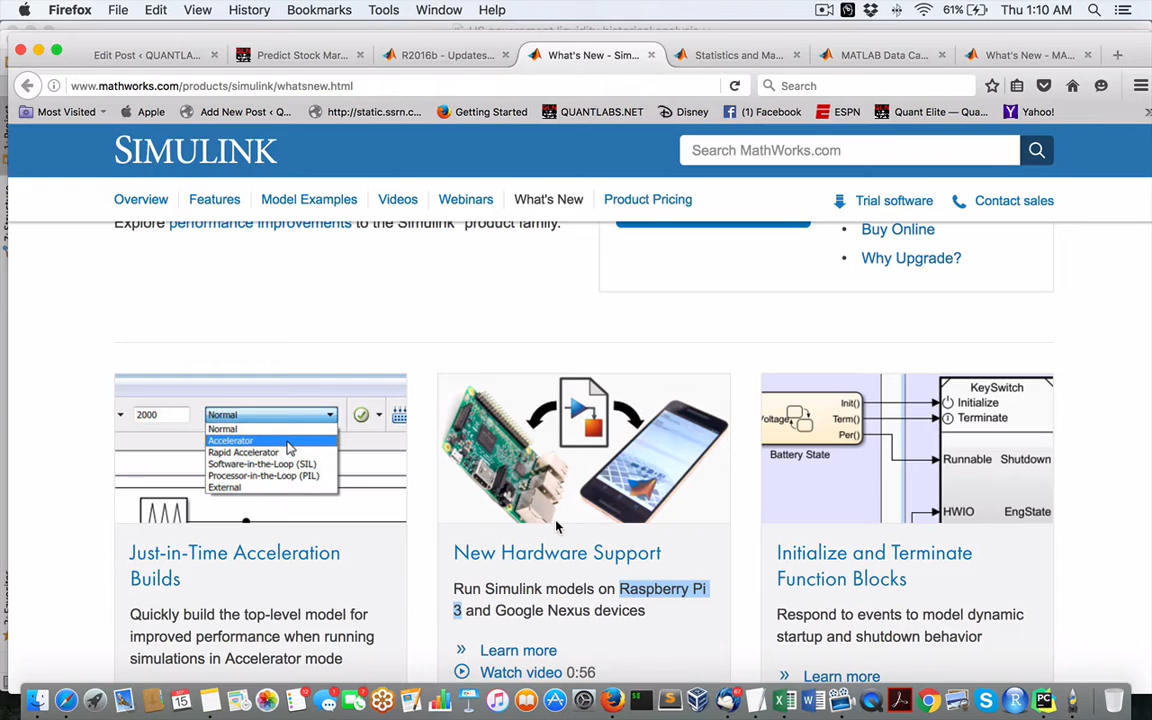 Firefox File Edit View History Bookmarks Tools Window Help 61% Thu 1:10 AM
Edit Post ‹ QUANTLA... Predict Stock Mar... R2016b - Updates... What's New - Sim... Statistics and Ma... MATLAB Data Ca... What's New - MA...
www.mathworks.com/products/simulink/whatsnew.html Search
Most Visited Apple Add New Post ‹ Q... http://static.ssrn.c... Getting Started QUANTLABS.NET Disney (1) Facebook ESPN Quant Elite — Qua... Yahoo!
SIMULINK
Search MathWorks.com
Overview Features Model Examples Videos Webinars What's New Product Pricing Trial software Contact sales
Explore performance improvements to the Simulink product family.
• Buy Online
• Why Upgrade?
2000 Normal
Normal
Accelerator
Rapid Accelerator
Software-in-the-Loop (SIL)
Processor-in-the-Loop (PIL)
External
Just-in-Time Acceleration
Builds
Quickly build the top-level model for
improved performance when running
simulations in Accelerator mode
New Hardware Support
Run Simulink models on Raspberry Pi
3 and Google Nexus devices
» Learn more
Watch video 0:56
Init()
Voltage Term()
Per()
Battery State
KeySwitch
Initialize
Terminate
Runnable Shutdown
HWIO EngState
Initialize and Terminate
Function Blocks
Respond to events to model dynamic
startup and shutdown behavior
» Learn more